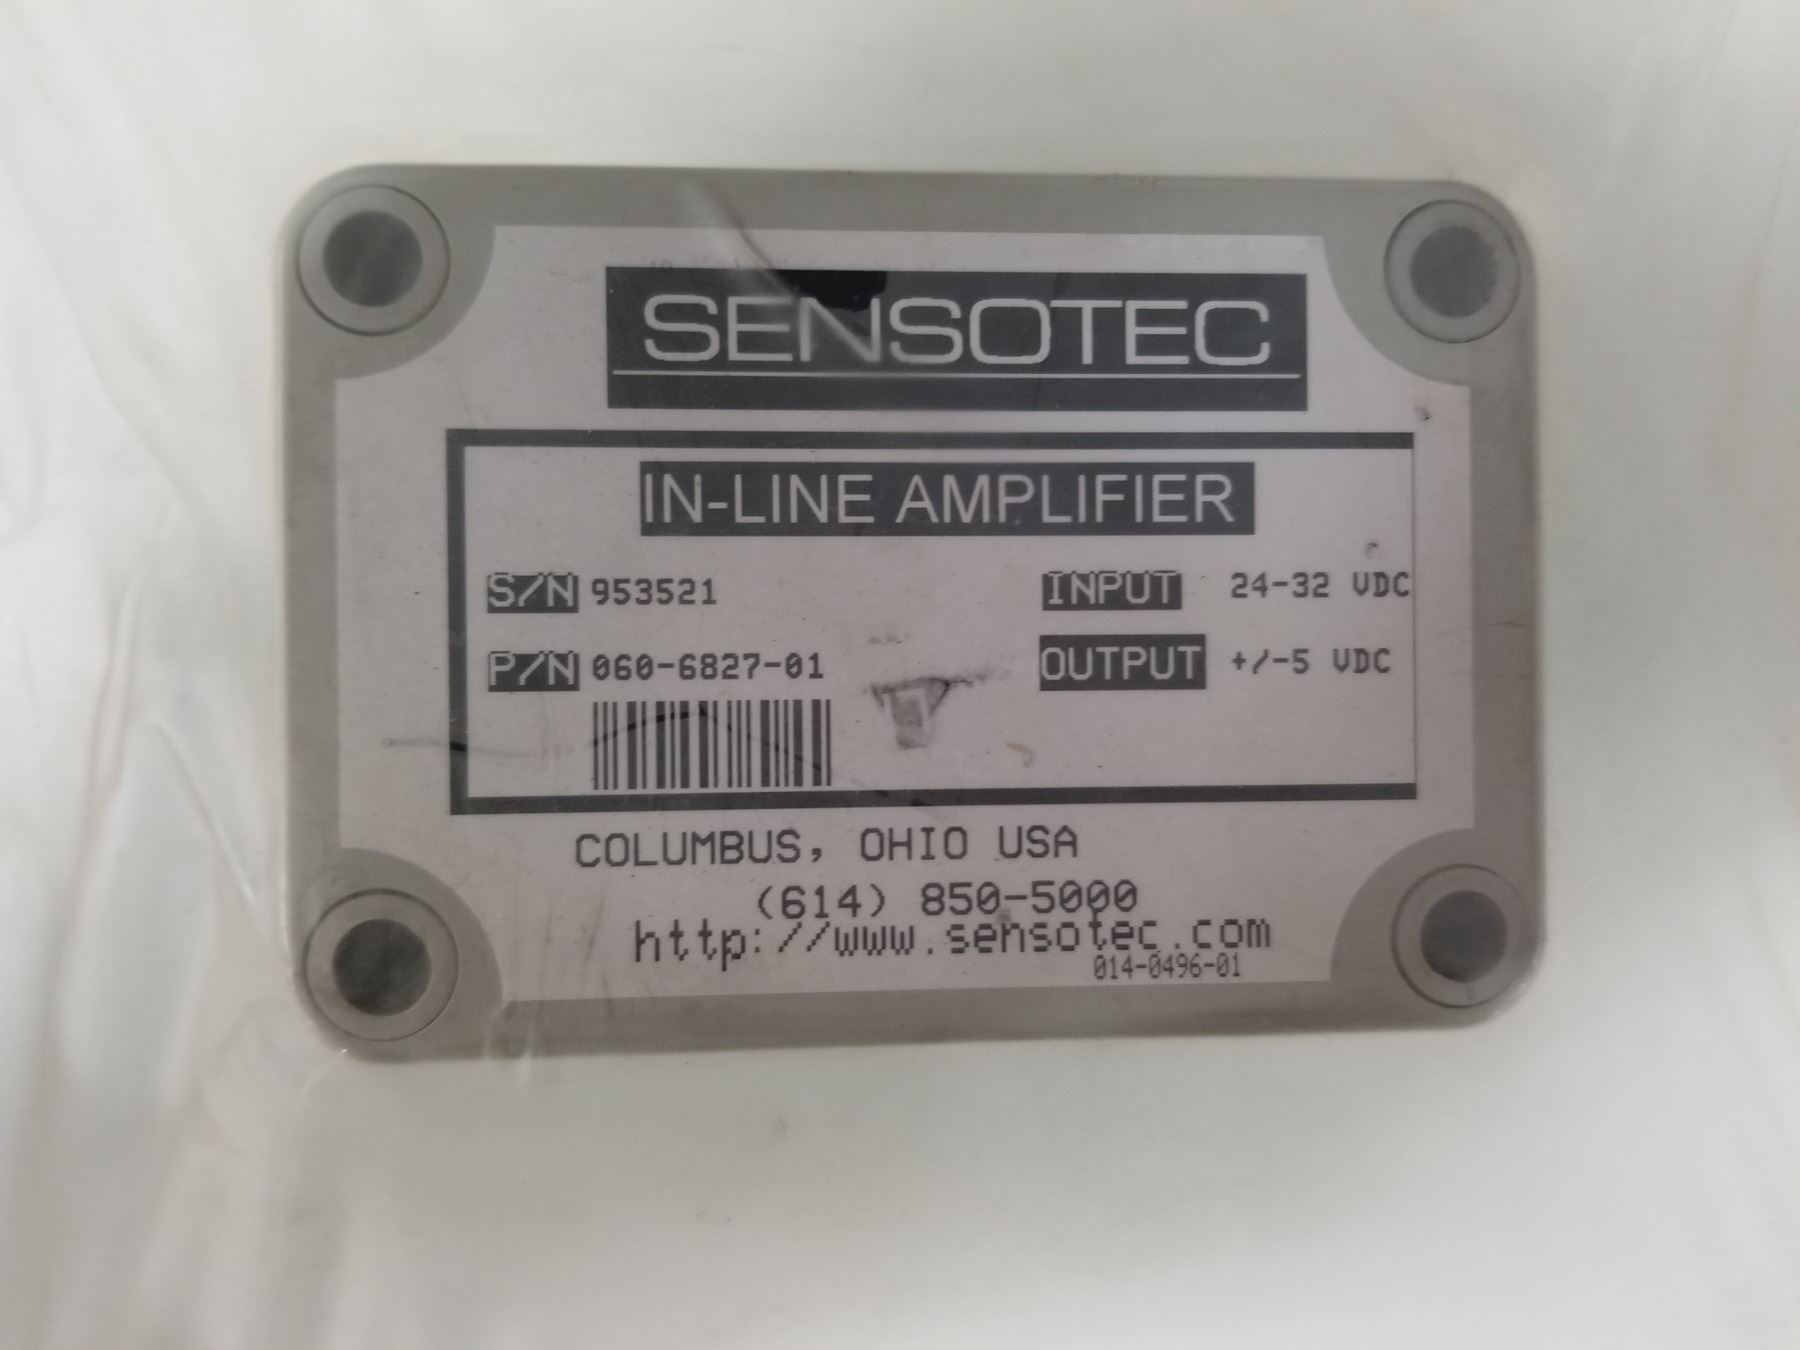 SENSOTEC
IN-LINE AMPLIFIER
S/N 953521 INPUT 24-32 VDC
P/N 060-6827-01 OUTPUT +/-5 VDC
COLUMBUS, OHIO USA
(614) 850-5000
http://www.sensotec.com
014-0496-01